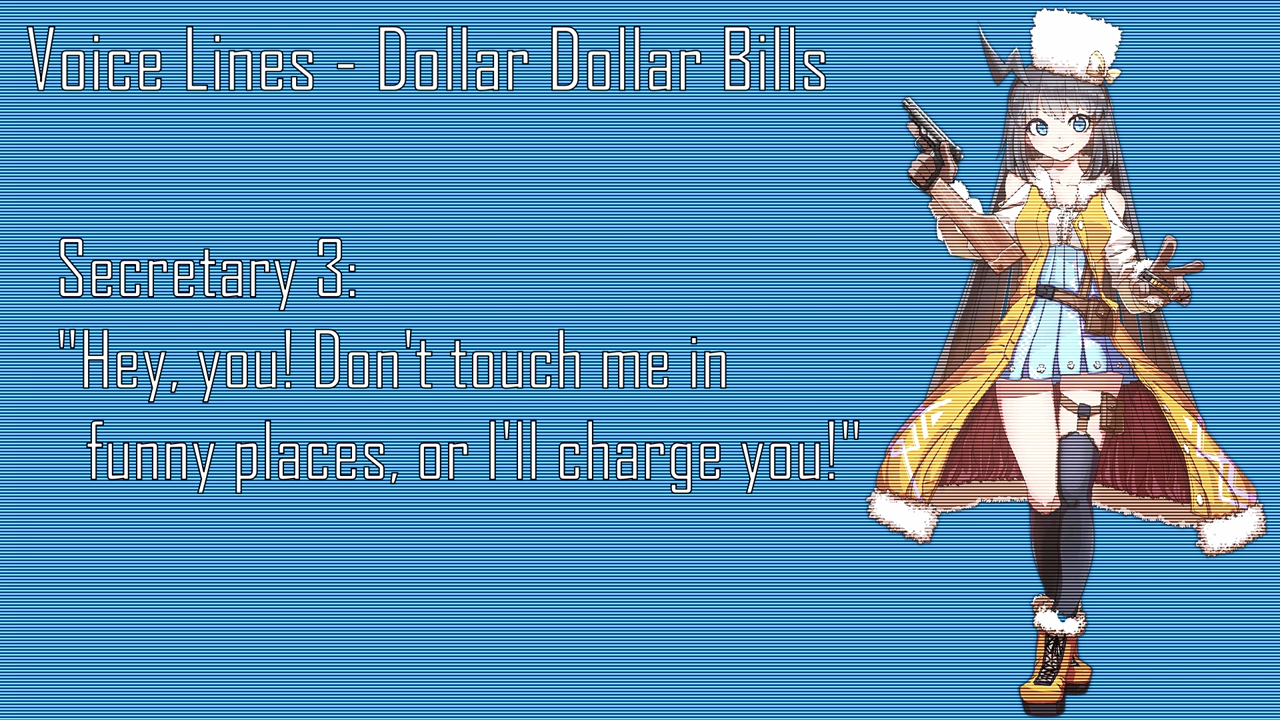 Voice Lines - Dollar Dollar Bills
Secretary 3:
"Hey, you! Don't touch me in
funny places, or I"ll charge you!"